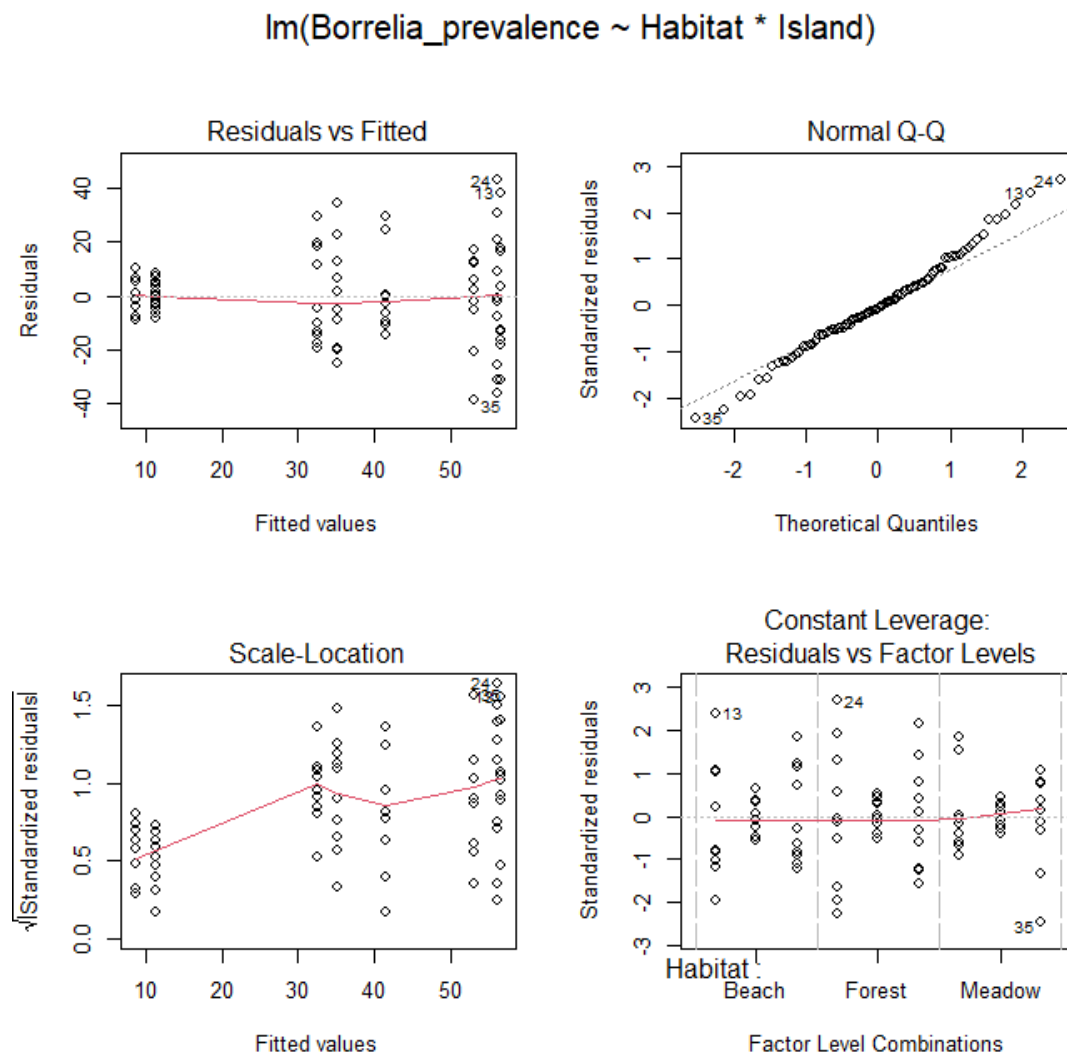 lm(Borrelia_prevalence ~ Habitat * Island)
Residuals vs Fitted
Residuals
40
20
0
-20
-40
24
13
35
10 20 30 40 50
Fitted values
Normal Q-Q
Standardized residuals
3
2
1
0
-1
-2
13 24
35
-2 -1 0 1 2
Theoretical Quantiles
Scale-Location
√|Standardized residuals|
1.5
1.0
0.5
0.0
24
10 20 30 40 50
Fitted values
Constant Leverage:
Residuals vs Factor Levels
Standardized residuals
3
2
1
0
-1
-2
-3
13
24
35
Habitat :
Beach Forest Meadow
Factor Level Combinations